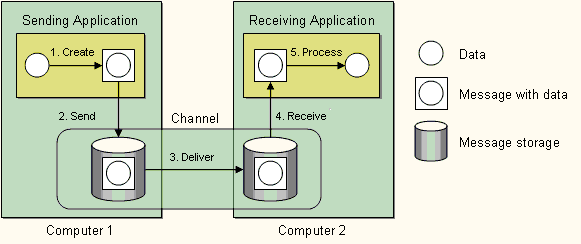 Sending Application
Receiving Application
1. Create
5. Process
Data
Message with data
2. Send
Channel
4. Receive
3. Deliver
Message storage
Computer 1
Computer 2